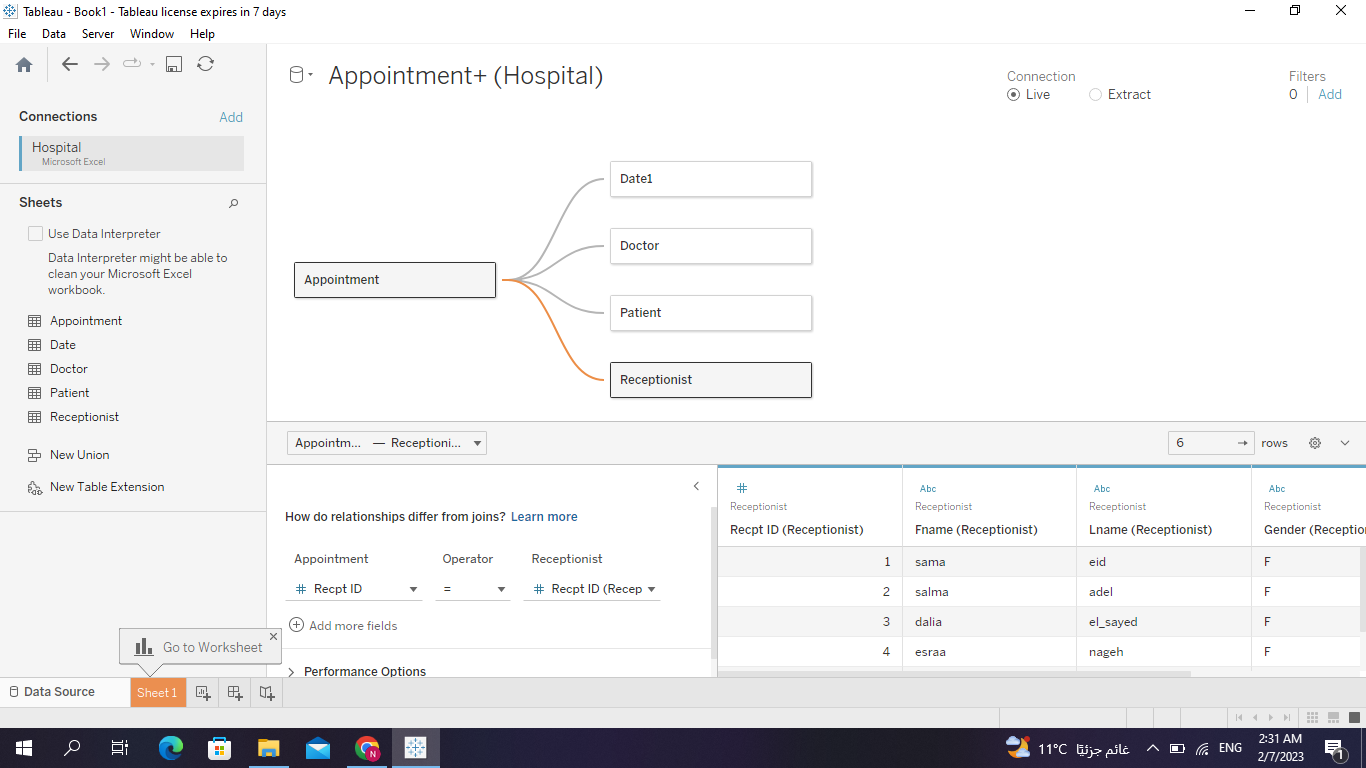 Tableau - Book1 - Tableau license expires in 7 days
File Data Server Window Help
Connections Add
Hospital
Microsoft Excel
Sheets
Use Data Interpreter
Data Interpreter might be able to
clean your Microsoft Excel
workbook.
Appointment
Date
Doctor
Patient
Receptionist
New Union
New Table Extension
Appointment+ (Hospital)
Connection
Live Extract
Filters
0 Add
Appointment
Date1
Doctor
Patient
Receptionist
Appointm... — Receptioni...
6 rows
How do relationships differ from joins? Learn more
Appointment Operator Receptionist
# Recpt ID = # Recpt ID (Recep
Add more fields
Performance Options
# Abc Abc Abc
Receptionist Receptionist Receptionist Receptionist
Recpt ID (Receptionist) Fname (Receptionist) Lname (Receptionist) Gender (Receptio
1 sama eid F
2 salma adel F
3 dalia el_sayed F
4 esraa nageh F
Go to Worksheet
Data Source Sheet 1
11°C غائم جزئيًا ENG 2:31 AM
2/7/2023
N
1